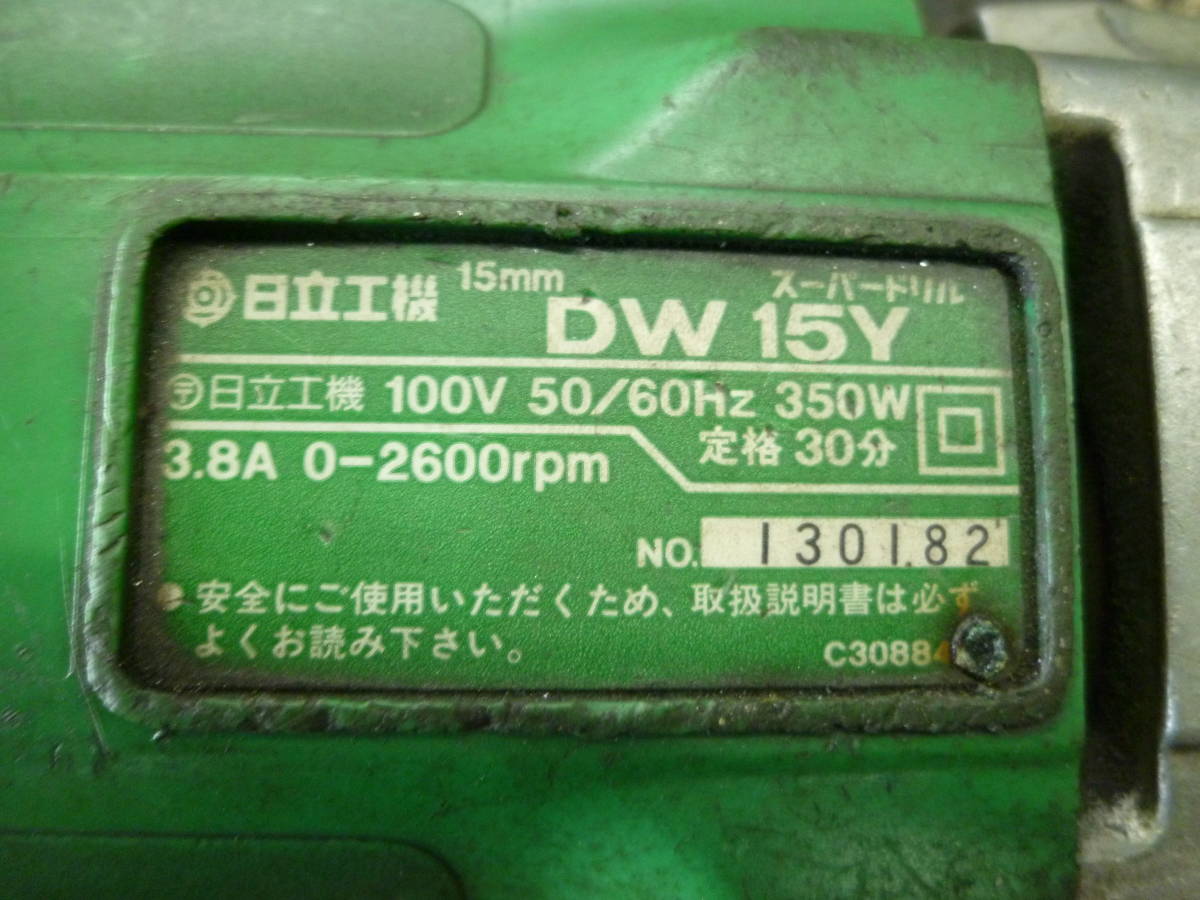 日立工機 15mm スーパードリル
DW 15Y
〒日立工機 100V 50/60Hz 350W
3.8A 0-2600rpm 定格30分
NO. 130182
●安全にご使用いただくため、取扱説明書は必ず
よくお読み下さい。